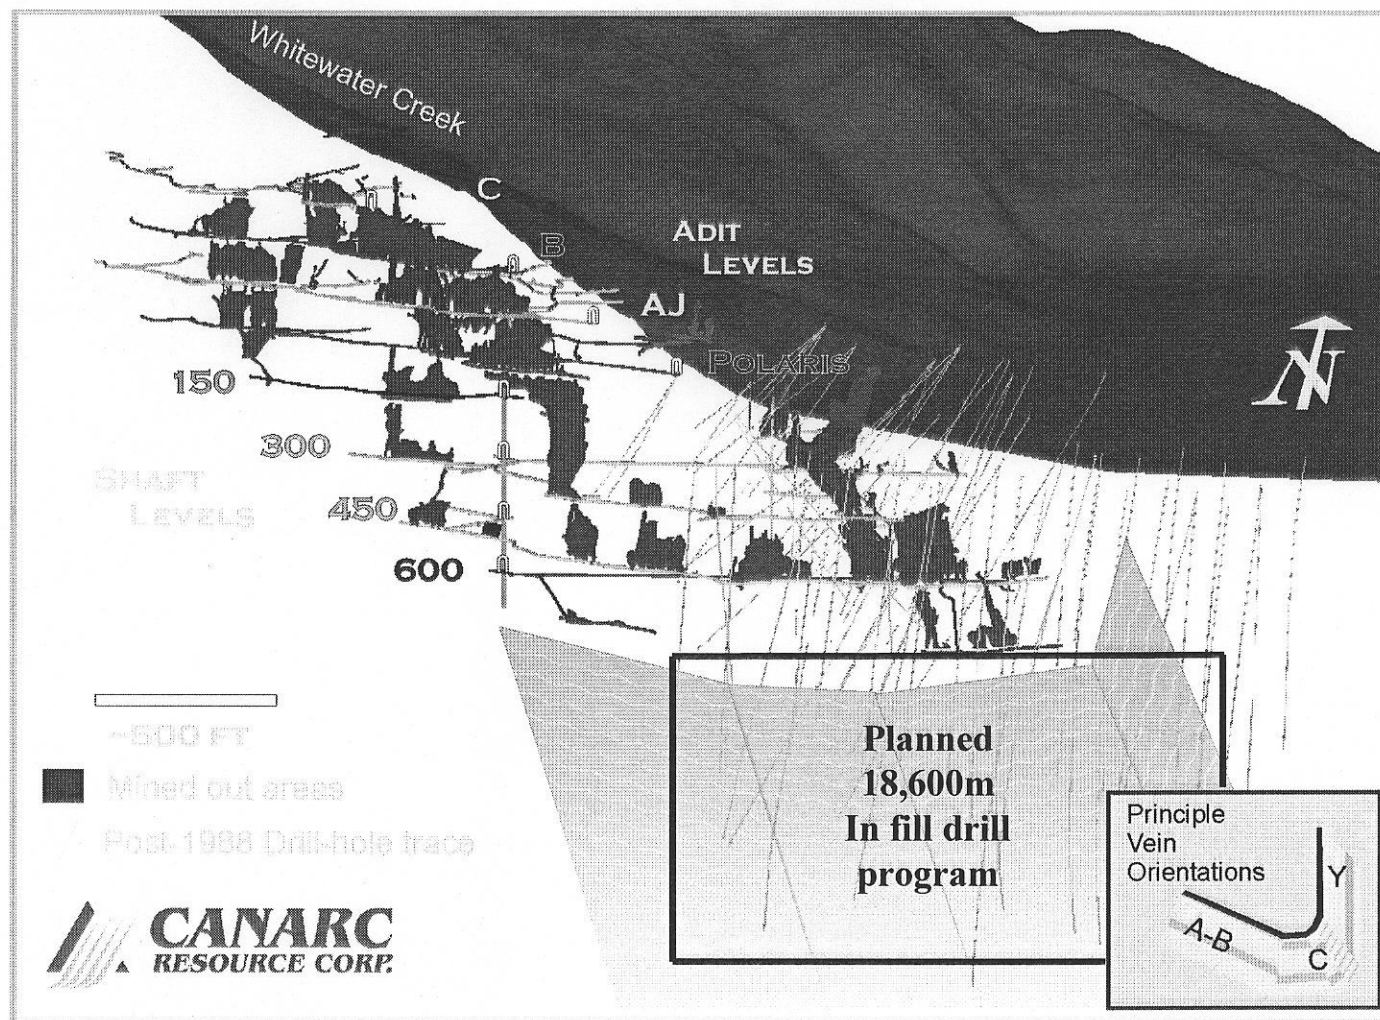 Whitewater Creek
C
B
ADIT
LEVELS
AJ
POLARIS
150
300
SHAFT
LEVELS
450
600
N
~500 FT
Mined out areas
Post-1988 Drill-hole trace
Planned
18,600m
In fill drill
program
Principle
Vein
Orientations
Y
A-B
C
CANARC
RESOURCE CORP.